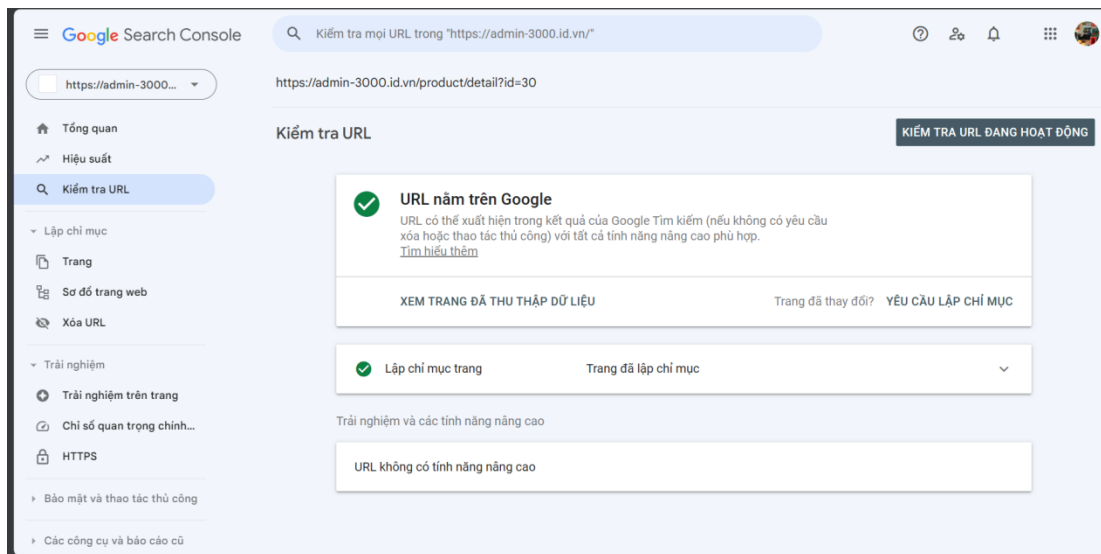 Google Search Console
Kiểm tra mọi URL trong "https://admin-3000.id.vn/"
https://admin-3000...
https://admin-3000.id.vn/product/detail?id=30
Tổng quan
Hiệu suất
Kiểm tra URL
Lập chỉ mục
Trang
Sơ đồ trang web
Xóa URL
Trải nghiệm
Trải nghiệm trên trang
Chỉ số quan trọng chính...
HTTPS
Bảo mật và thao tác thủ công
Các công cụ và báo cáo cũ
Kiểm tra URL
KIỂM TRA URL ĐANG HOẠT ĐỘNG
URL nằm trên Google
URL có thể xuất hiện trong kết quả của Google Tìm kiếm (nếu không có yêu cầu
xóa hoặc thao tác thủ công) với tất cả tính năng nâng cao phù hợp.
Tìm hiểu thêm
XEM TRANG ĐÃ THU THẬP DỮ LIỆU
Trang đã thay đổi? YÊU CẦU LẬP CHỈ MỤC
Lập chỉ mục trang
Trang đã lập chỉ mục
Trải nghiệm và các tính năng nâng cao
URL không có tính năng nâng cao